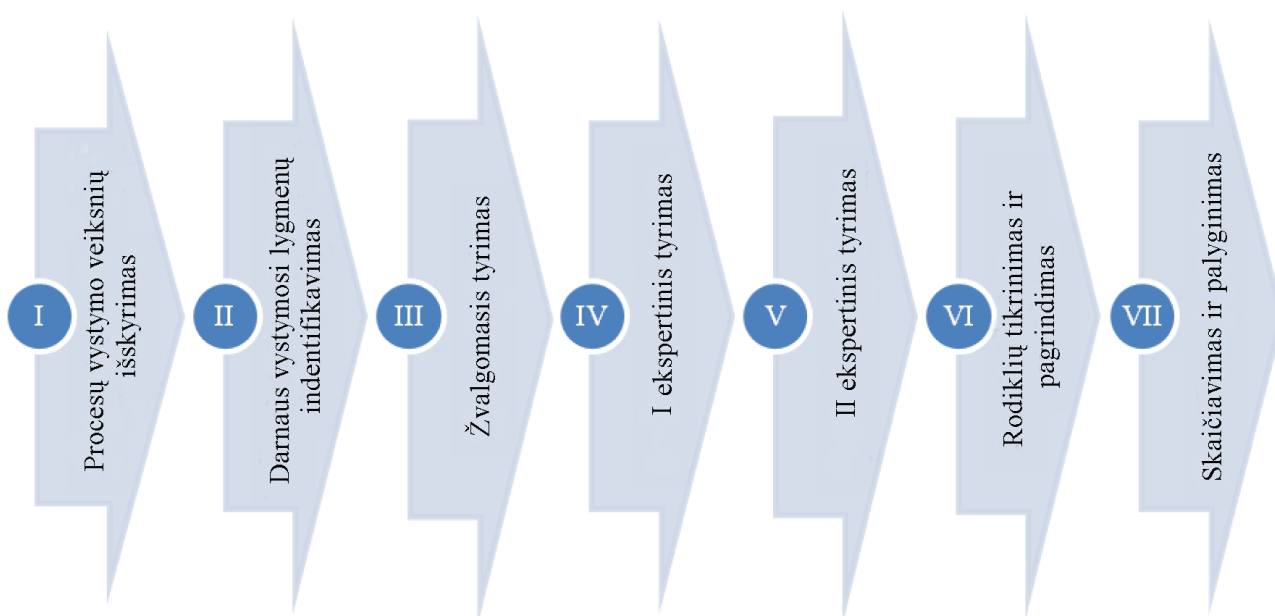 I
Procesų vystymo veiksnių
išskyrimas
II
Darnaus vystymosi lygmenų
indentifikavimas
III
Žvalgomasis tyrimas
IV
I ekspertinis tyrimas
V
II ekspertinis tyrimas
VI
Rodiklių tikrinimas ir
pagrindimas
VII
Skaičiavimas ir palyginimas